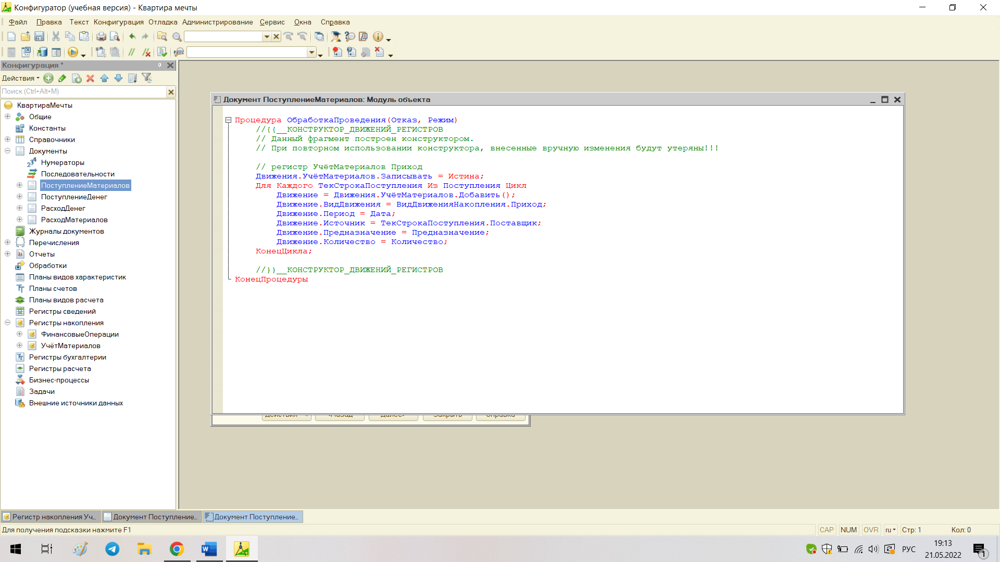 Конфигуратор (учебная версия) - Квартира мечты
Файл Правка Текст Конфигурация Отладка Администрирование Сервис Окна Справка
Конфигурация *
Действия
Поиск (Ctrl+Alt+M)
КвартираМечты
Общие
Константы
Справочники
Документы
Нумераторы
Последовательности
ПоступлениеМатериалов
ПоступлениеДенег
РасходДенег
РасходМатериалов
Журналы документов
Перечисления
Отчеты
Обработки
Планы видов характеристик
Планы счетов
Планы видов расчета
Регистры сведений
Регистры накопления
ФинансовыеОперации
УчётМатериалов
Регистры бухгалтерии
Регистры расчета
Бизнес-процессы
Задачи
Внешние источники данных
Документ ПоступлениеМатериалов: Модуль объекта
Процедура ОбработкаПроведения(Отказ, Режим)
//{{__КОНСТРУКТОР_ДВИЖЕНИЙ_РЕГИСТРОВ
// Данный фрагмент построен конструктором.
// При повторном использовании конструктора, внесенные вручную изменения будут утеряны!!!
// регистр УчётМатериалов Приход
Движения.УчётМатериалов.Записывать = Истина;
Для Каждого ТекСтрокаПоступления Из Поступления Цикл
Движение = Движения.УчётМатериалов.Добавить();
Движение.ВидДвижения = ВидДвиженияНакопления.Приход;
Движение.Период = Дата;
Движение.Источник = ТекСтрокаПоступления.Поставщик;
Движение.Предназначение = Предназначение;
Движение.Количество = Количество;
КонецЦикла;
//}}__КОНСТРУКТОР_ДВИЖЕНИЙ_РЕГИСТРОВ
КонецПроцедуры
Действия <Назад Далее> Закрыть Справка
Регистр накопления Уч... Документ Поступление... Документ Поступление...
Для получения подсказки нажмите F1
CAP NUM OVR ru Стр: 1 Кол: 0
РУС
19:13
21.05.2022
1